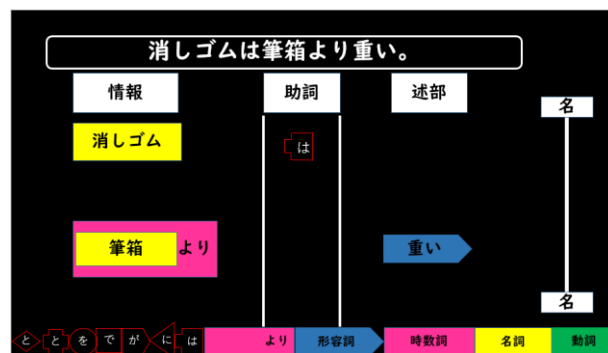 消しゴムは筆箱より重い。
情報 助詞 述部
名
消しゴム は
筆箱 より 重い
名
と と を で が に は より 形容詞 時数詞 名詞 動詞